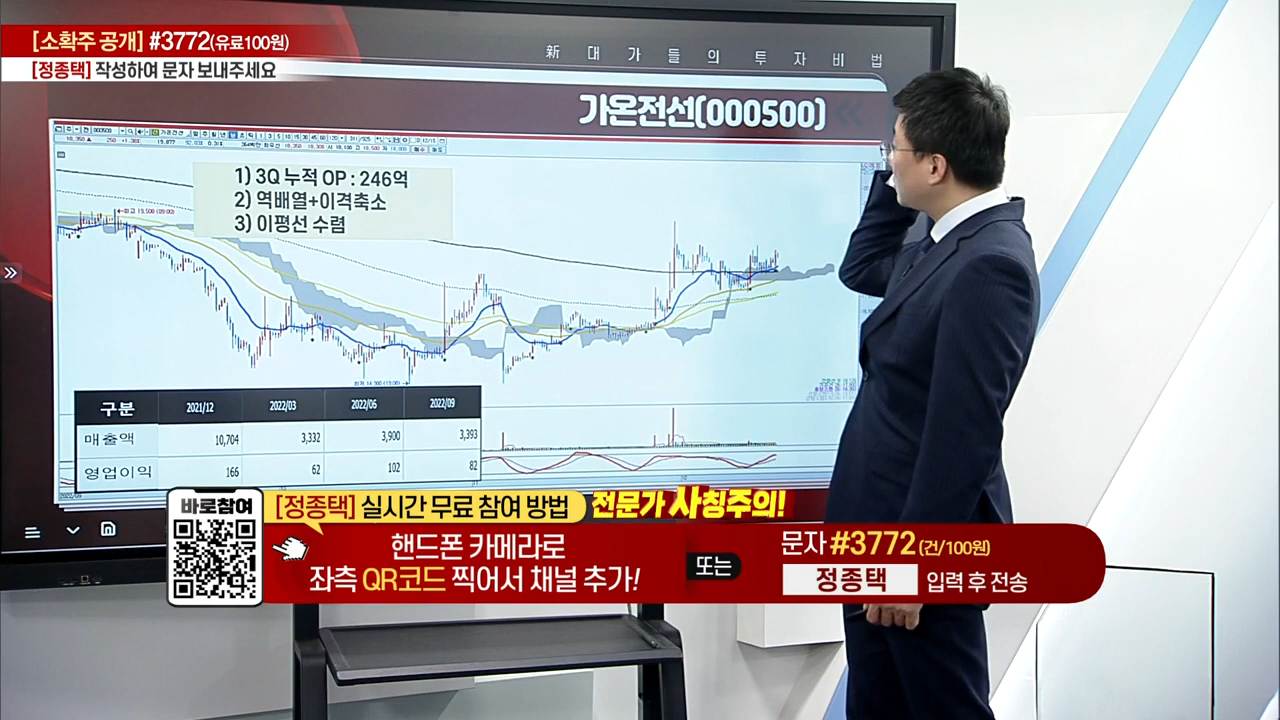 [소확주 공개] #3772(유료100원)
[정종택] 작성하여 문자 보내주세요
新 대가들의 투자비법
가온전선(000500)
1) 3Q 누적 OP : 246억
2) 역배열+이격축소
3) 이평선 수렴
구분 2021/12 2022/03 2022/06 2022/09
매출액 10,704 3,332 3,900 3,393
영업이익 166 62 102 82
바로참여
[정종택] 실시간 무료 참여 방법 전문가 사칭주의!
핸드폰 카메라로
좌측 QR코드 찍어서 채널 추가!
또는
문자 #3772 (건/100원)
정종택 입력 후 전송